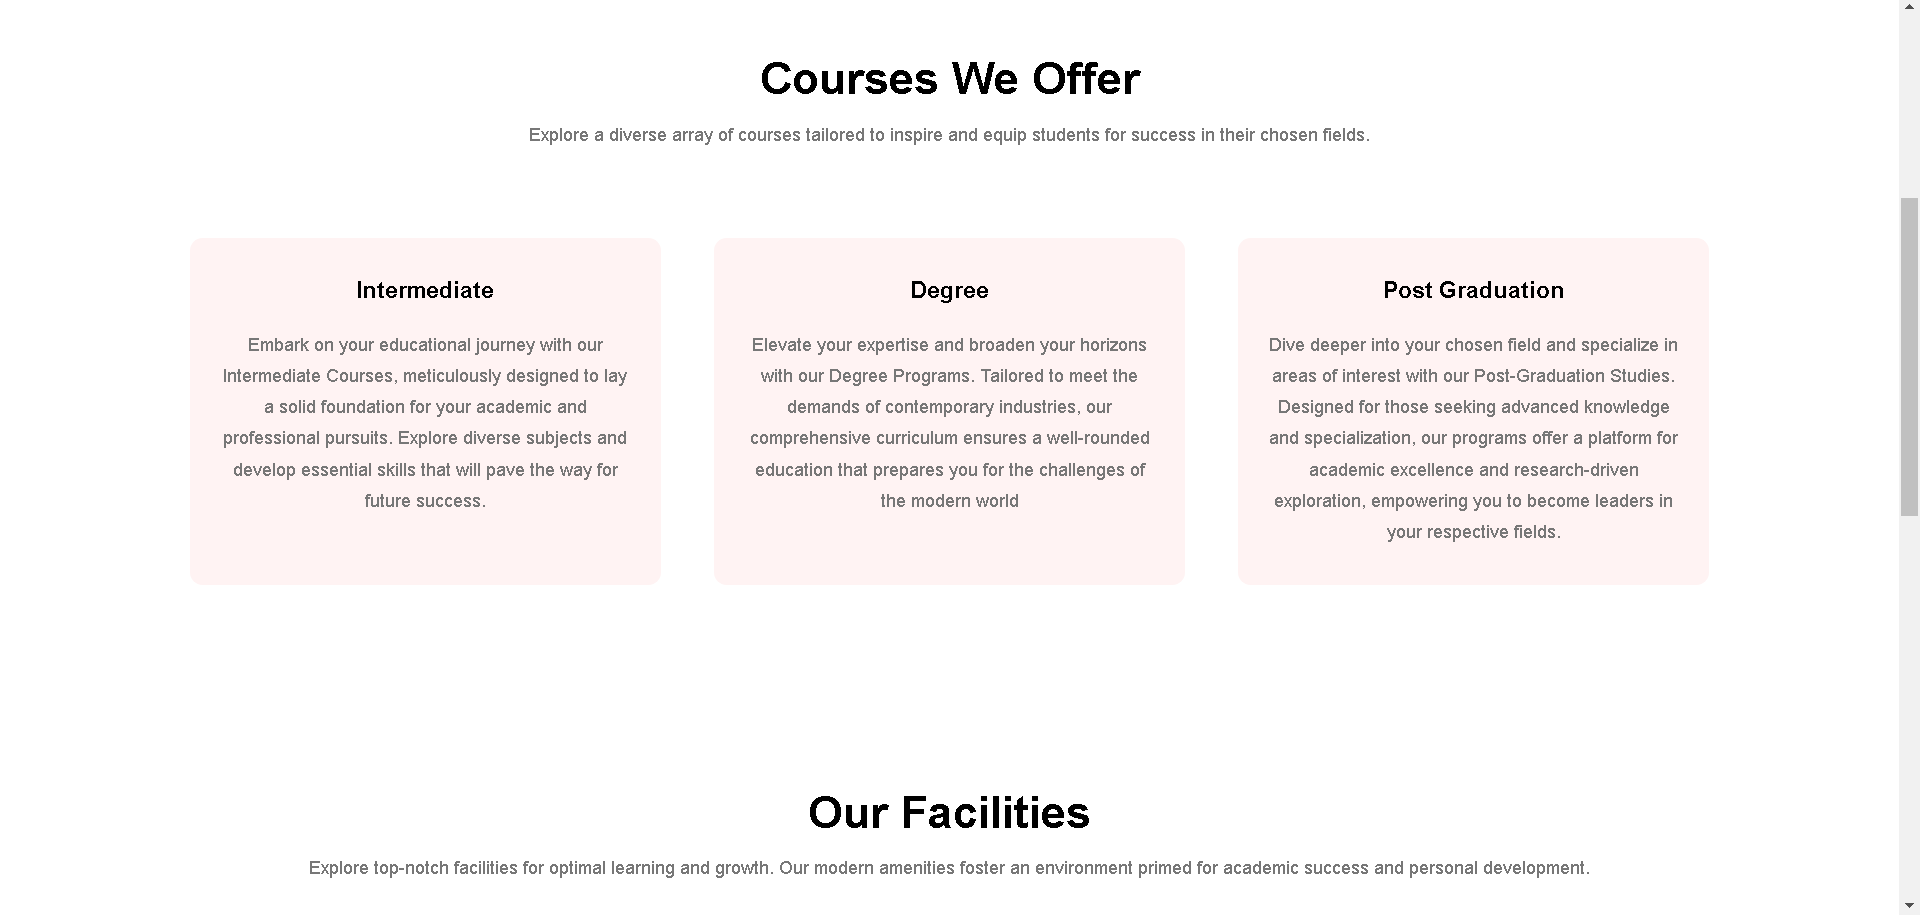 Courses We Offer
Explore a diverse array of courses tailored to inspire and equip students for success in their chosen fields.
Intermediate
Embark on your educational journey with our
Intermediate Courses, meticulously designed to lay
a solid foundation for your academic and
professional pursuits. Explore diverse subjects and
develop essential skills that will pave the way for
future success.
Degree
Elevate your expertise and broaden your horizons
with our Degree Programs. Tailored to meet the
demands of contemporary industries, our
comprehensive curriculum ensures a well-rounded
education that prepares you for the challenges of
the modern world
Post Graduation
Dive deeper into your chosen field and specialize in
areas of interest with our Post-Graduation Studies.
Designed for those seeking advanced knowledge
and specialization, our programs offer a platform for
academic excellence and research-driven
exploration, empowering you to become leaders in
your respective fields.
Our Facilities
Explore top-notch facilities for optimal learning and growth. Our modern amenities foster an environment primed for academic success and personal development.